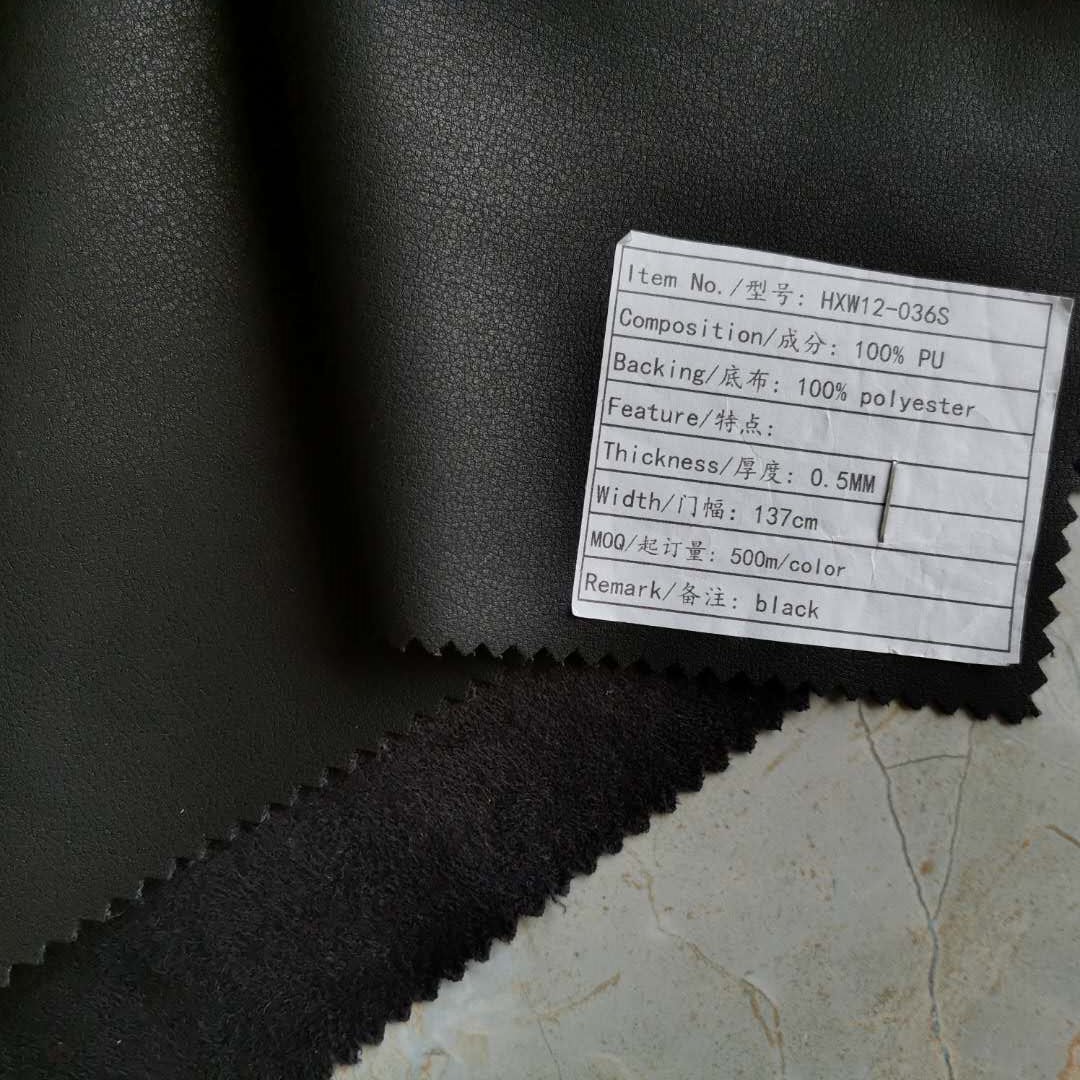 Item No./型号: HXW12-036S
Composition/成分: 100% PU
Backing/底布: 100% polyester
Feature/特点:
Thickness/厚度: 0.5MM
Width/门幅: 137cm
MOQ/起订量: 500m/color
Remark/备注: black